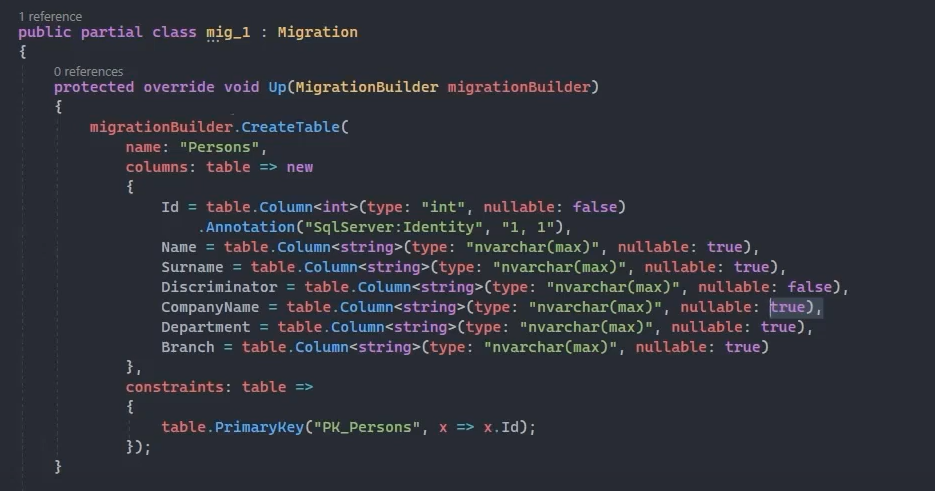 1 reference
public partial class mig_1 : Migration
{
0 references
protected override void Up(MigrationBuilder migrationBuilder)
{
migrationBuilder.CreateTable(
name: "Persons",
columns: table => new
{
Id = table.Column<int>(type: "int", nullable: false)
.Annotation("SqlServer:Identity", "1, 1"),
Name = table.Column<string>(type: "nvarchar(max)", nullable: true),
Surname = table.Column<string>(type: "nvarchar(max)", nullable: true),
Discriminator = table.Column<string>(type: "nvarchar(max)", nullable: false),
CompanyName = table.Column<string>(type: "nvarchar(max)", nullable: true),
Department = table.Column<string>(type: "nvarchar(max)", nullable: true),
Branch = table.Column<string>(type: "nvarchar(max)", nullable: true)
},
constraints: table =>
{
table.PrimaryKey("PK_Persons", x => x.Id);
});
}